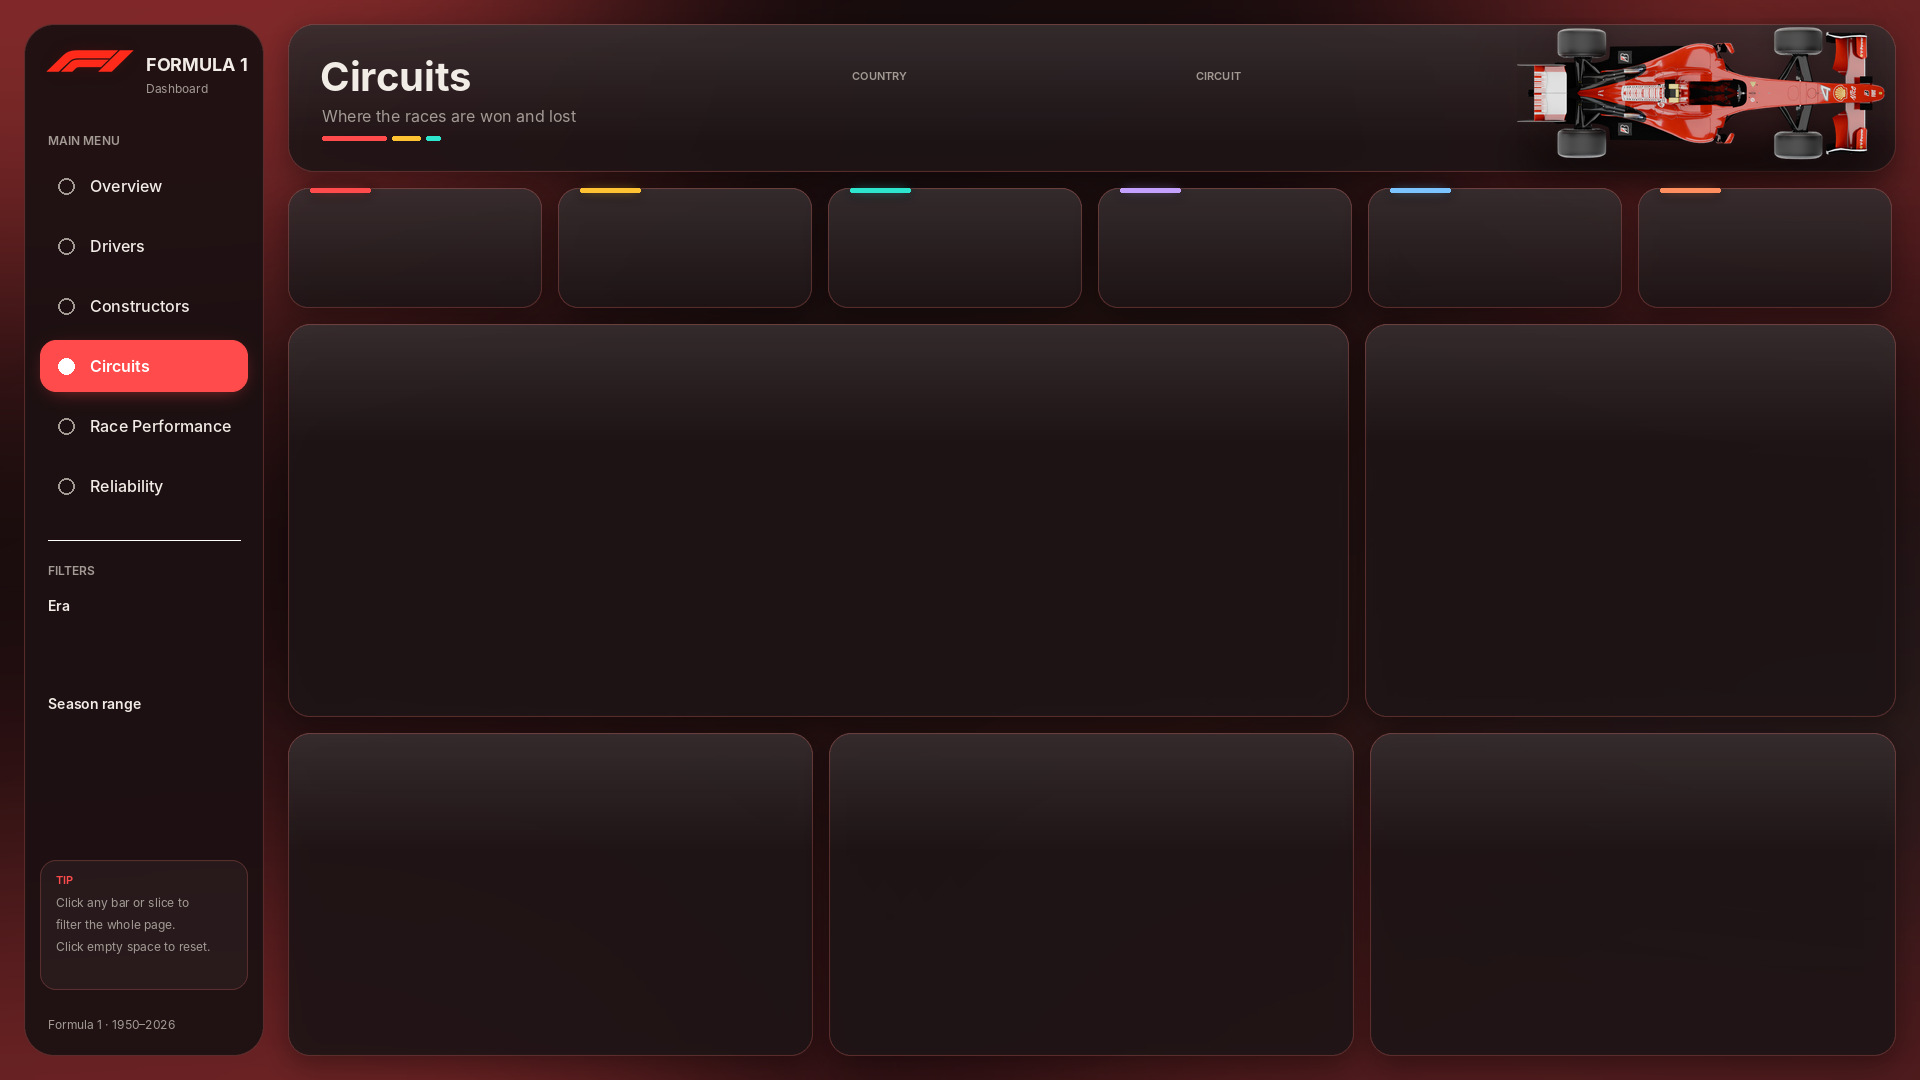 FORMULA 1
Dashboard
MAIN MENU
Overview
Drivers
Constructors
Circuits
Race Performance
Reliability
FILTERS
Era
Season range
TIP
Click any bar or slice to
filter the whole page.
Click empty space to reset.
Formula 1 · 1950–2026
Circuits
Where the races are won and lost
COUNTRY
CIRCUIT